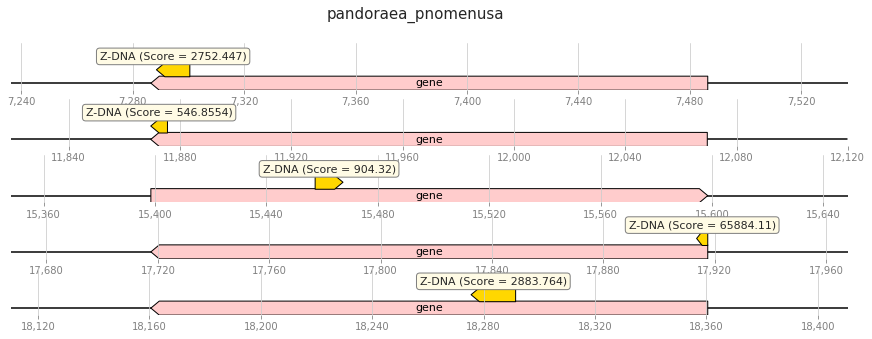 pandoraea_pnomenusa
Z-DNA (Score = 2752.447)
gene
7,240 7,280 7,320 7,360 7,400 7,440 7,480 7,520
Z-DNA (Score = 546.8554)
gene
11,840 11,880 11,920 11,960 12,000 12,040 12,080 12,120
Z-DNA (Score = 904.32)
gene
15,360 15,400 15,440 15,480 15,520 15,560 15,600 15,640
Z-DNA (Score = 65884.11)
gene
17,680 17,720 17,760 17,800 17,840 17,880 17,920 17,960
Z-DNA (Score = 2883.764)
gene
18,120 18,160 18,200 18,240 18,280 18,320 18,360 18,400